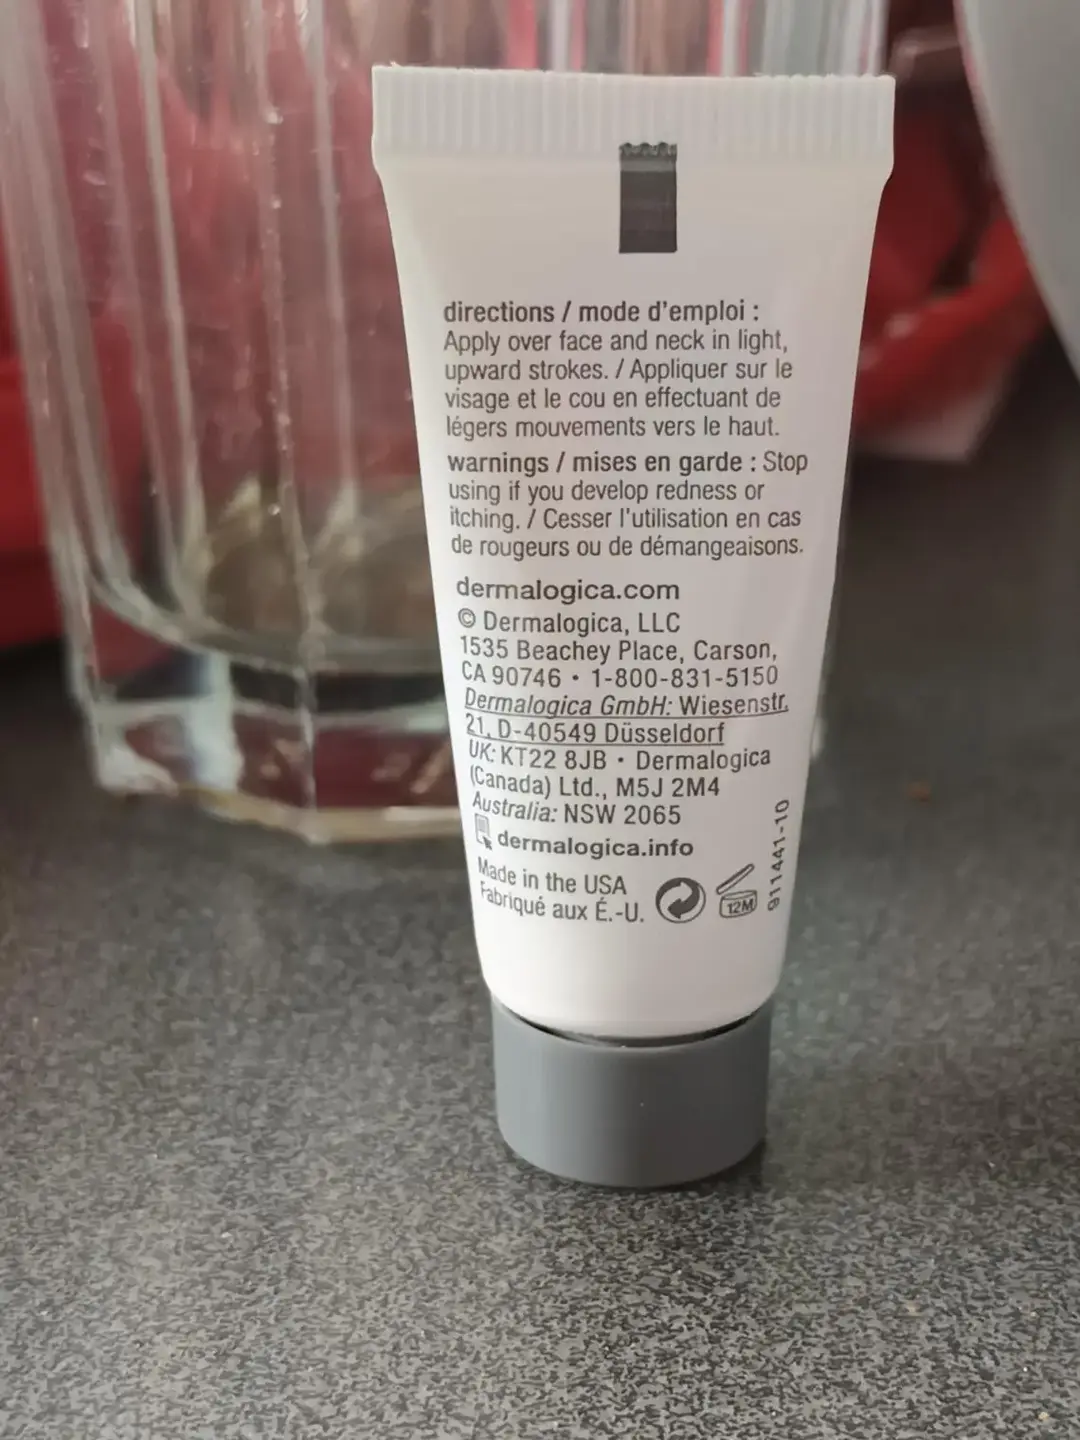 directions / mode d'emploi :
Apply over face and neck in light,
upward strokes. / Appliquer sur le
visage et le cou en effectuant de
légers mouvements vers le haut.
warnings / mises en garde : Stop
using if you develop redness or
itching. / Cesser l'utilisation en cas
de rougeurs ou de démangeaisons.
dermalogica.com
© Dermalogica, LLC
1535 Beachey Place, Carson,
CA 90746 • 1-800-831-5150
Dermalogica GmbH: Wiesenstr.
21, D-40549 Düsseldorf
UK: KT22 8JB • Dermalogica
(Canada) Ltd., M5J 2M4
Australia: NSW 2065
dermalogica.info
Made in the USA
Fabriqué aux É.-U.
12M
911441-10